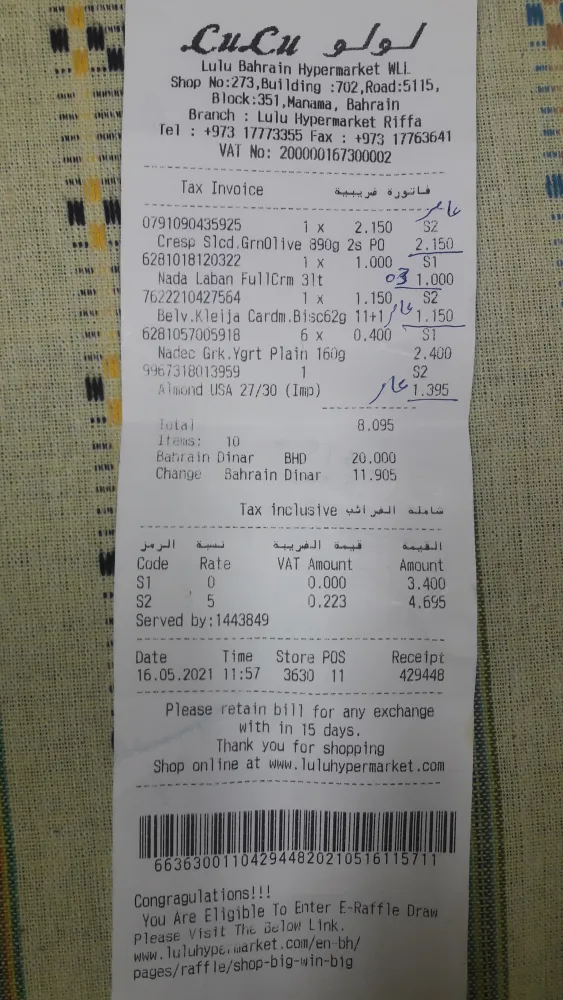 LuLu لولو
Lulu Bahrain Hypermarket WLL
Shop No:273,Building :702,Road:5115,
Block:351,Manama, Bahrain
Branch : Lulu Hypermarket Riffa
Tel : +973 17773355 Fax : +973 17763641
VAT No: 200000167300002
Tax Invoice فاتورة ضريبية
0791090435925 1 x 2.150 S2
Cresp Slcd.GrnOlive 890g 2s PO 2.150
6281018120322 1 x 1.000 S1
Nada Laban FullCrm 3lt 03 1.000
7622210427564 1 x 1.150 S2
Belv.Kleija Cardm.Bisc62g 11+1 1.150
6281057005918 6 x 0.400 S1
Nadec Grk.Ygrt Plain 160g 2.400
9967318013959 1 S2
Almond USA 27/30 (Imp) 1.395
Total 8.095
Items: 10
Bahrain Dinar BHD 20.000
Change Bahrain Dinar 11.905
Tax inclusive شاملة الضرائب
الرمز نسبة قيمة الضريبة القيمة
Code Rate VAT Amount Amount
S1 0 0.000 3.400
S2 5 0.223 4.695
Served by:1443849
Date Time Store POS Receipt
16.05.2021 11:57 3630 11 429448
Please retain bill for any exchange
with in 15 days.
Thank you for shopping
Shop online at www.luluhypermarket.com
663630011042944820210516115711
Congragulations!!!
You Are Eligible To Enter E-Raffle Draw
Please Visit The Below Link.
www.luluhypermarket.com/en-bh/
pages/raffle/shop-big-win-big